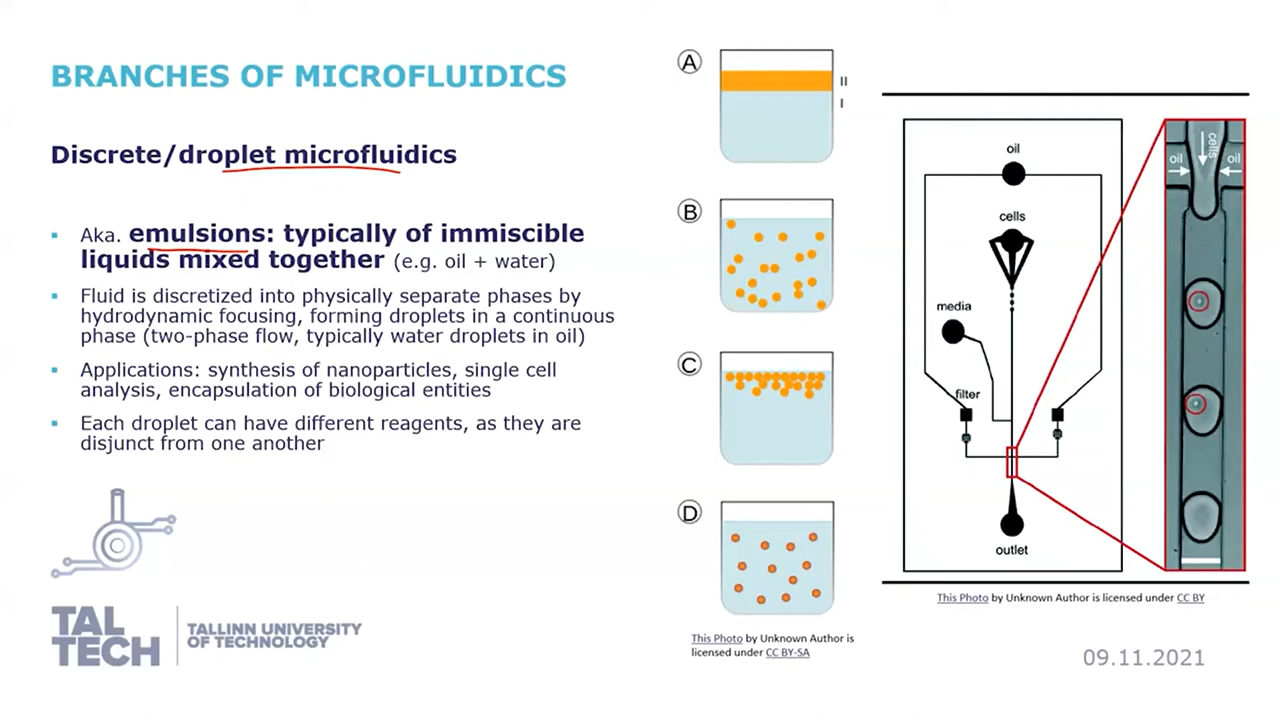 BRANCHES OF MICROFLUIDICS
Discrete/droplet microfluidics
▪ Aka. emulsions: typically of immiscible
liquids mixed together (e.g. oil + water)
▪ Fluid is discretized into physically separate phases by
hydrodynamic focusing, forming droplets in a continuous
phase (two-phase flow, typically water droplets in oil)
▪ Applications: synthesis of nanoparticles, single cell
analysis, encapsulation of biological entities
▪ Each droplet can have different reagents, as they are
disjunct from one another
TAL
TECH
TALLINN UNIVERSITY
OF TECHNOLOGY
A
II
I
B
C
D
This Photo by Unknown Author is
licensed under CC BY-SA
oil
cells
media
filter
outlet
cells
oil
oil
This Photo by Unknown Author is licensed under CC BY
09.11.2021